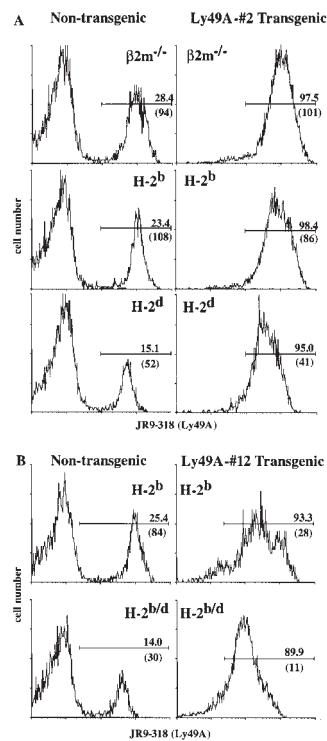 A
Non-transgenic
Ly49A-#2 Transgenic
β2m-/-
28.4
(94)
β2m-/-
97.5
(101)
H-2b
23.4
(108)
H-2b
98.4
(86)
H-2d
15.1
(52)
H-2d
95.0
(41)
cell number
JR9-318 (Ly49A)
B
Non-transgenic
Ly49A-#12 Transgenic
H-2b
25.4
(84)
H-2b
93.3
(28)
H-2b/d
14.0
(30)
H-2b/d
89.9
(11)
cell number
JR9-318 (Ly49A)